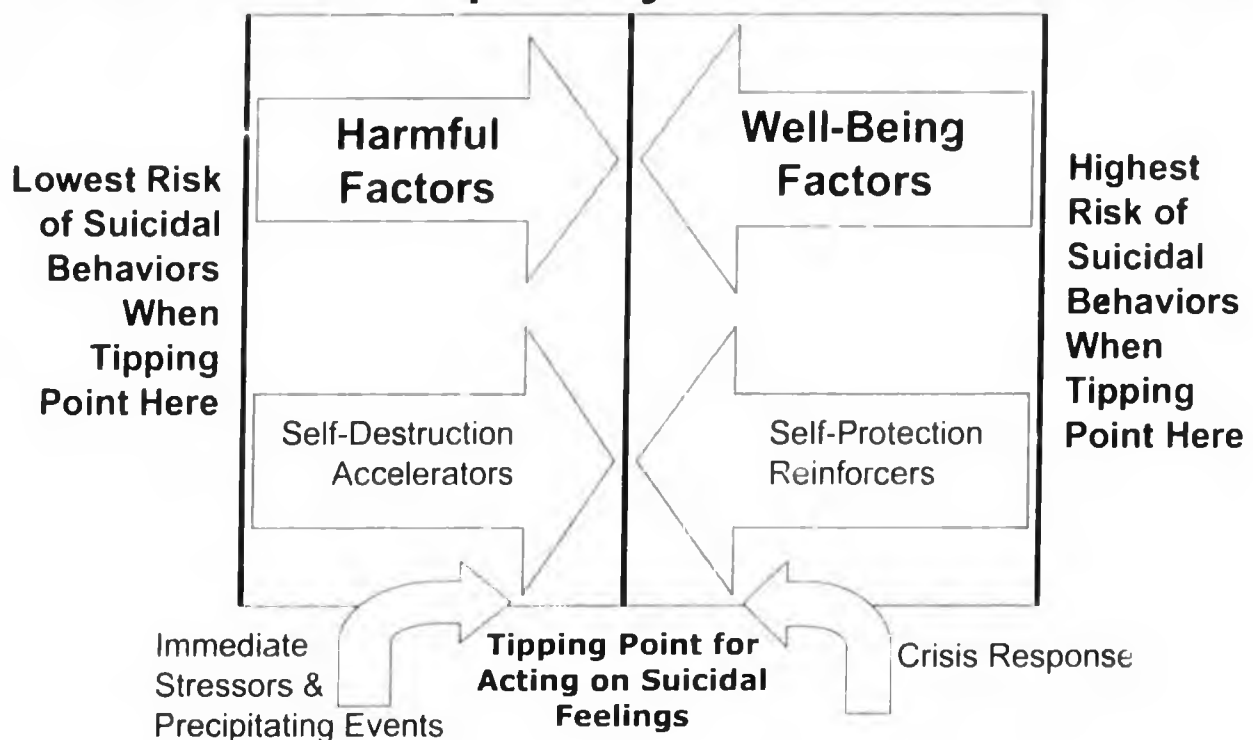 Harmful
Factors
Well-Being
Factors
Lowest Risk
of Suicidal
Behaviors
When
Tipping
Point Here
Highest
Risk of
Suicidal
Behaviors
When
Tipping
Point Here
Self-Destruction
Accelerators
Self-Protection
Reinforcers
Immediate
Stressors &
Precipitating Events
Tipping Point for
Acting on Suicidal
Feelings
Crisis Response